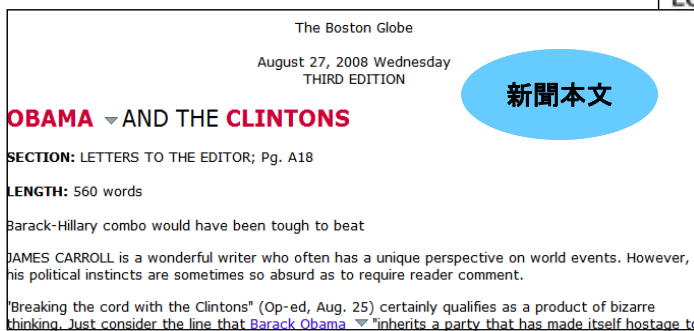 The Boston Globe
August 27, 2008 Wednesday
THIRD EDITION
新聞本文
OBAMA AND THE CLINTONS
SECTION: LETTERS TO THE EDITOR; Pg. A18
LENGTH: 560 words
Barack-Hillary combo would have been tough to beat
JAMES CARROLL is a wonderful writer who often has a unique perspective on world events. However,
his political instincts are sometimes so absurd as to require reader comment.
"Breaking the cord with the Clintons" (Op-ed, Aug. 25) certainly qualifies as a product of bizarre
thinking. Just consider the line that Barack Obama "inherits a party that has made itself hostage to